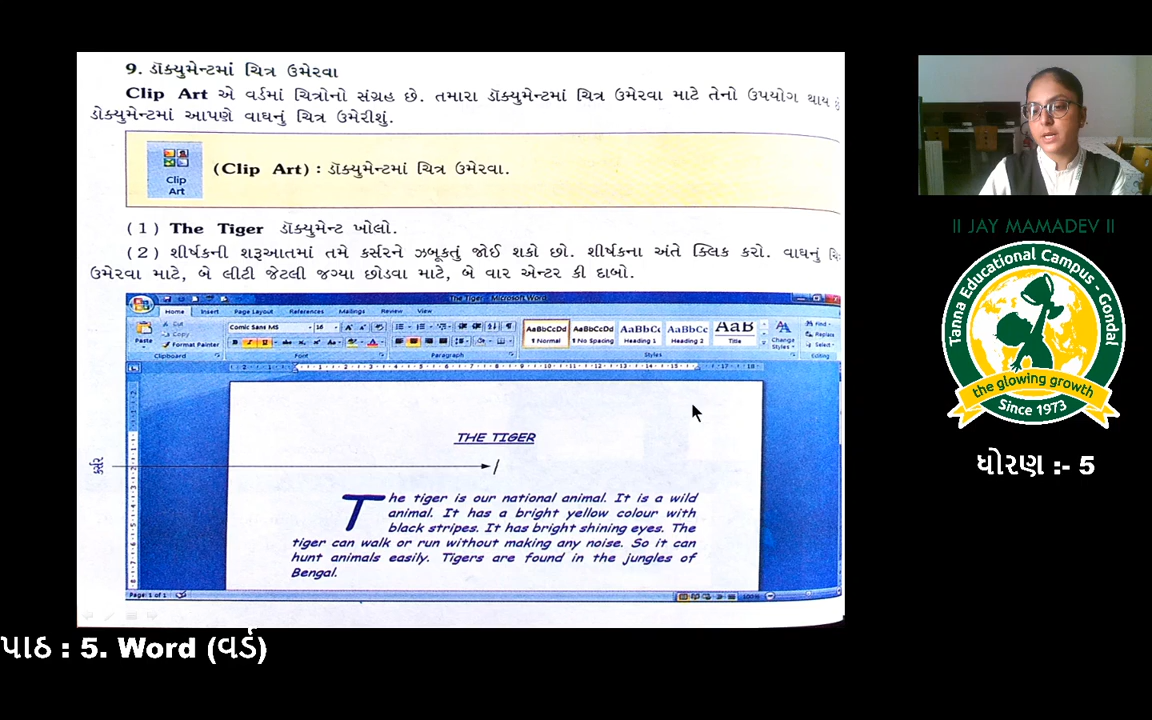 9. ડૉક્યુમેન્ટમાં ચિત્ર ઉમેરવા
Clip Art એ વર્ડમાં ચિત્રોનો સંગ્રહ છે. તમારા ડૉક્યુમેન્ટમાં ચિત્ર ઉમેરવા માટે તેનો ઉપયોગ થાય છે
ડોક્યુમેન્ટમાં આપણે વાઘનું ચિત્ર ઉમેરીશું.
Clip
Art
(Clip Art) : ડૉક્યુમેન્ટમાં ચિત્ર ઉમેરવા.
(1) The Tiger ડૉક્યુમેન્ટ ખોલો.
(2) શીર્ષકની શરૂઆતમાં તમે કર્સરને ઝબૂકતું જોઈ શકો છો. શીર્ષકના અંતે ક્લિક કરો. વાઘનું
ઉમેરવા માટે, બે લીટી જેટલી જગ્યા છોડવા માટે, બે વાર એન્ટર કી દાબો.
The Tiger - Microsoft Word
Home Insert Page Layout References Mailings Review View
Paste
Cut
Copy
Format Painter
Clipboard
Comic Sans MS 16
Font
Paragraph
AaBbCcDd AaBbCcDd AaBbCc AaBbCc AaB
¶ Normal ¶ No Spacing Heading 1 Heading 2 Title
Change
Styles
Styles
Find
Replace
Select
Editing
THE TIGER
કર્સર
The tiger is our national animal. It is a wild
animal. It has a bright yellow colour with
black stripes. It has bright shining eyes. The
tiger can walk or run without making any noise. So it can
hunt animals easily. Tigers are found in the jungles of
Bengal.
Page: 1 of 1
100%
પાઠ : 5. Word (વર્ડ)
|| JAY MAMADEV ||
Tanna Educational Campus - Gondal
the glowing growth
Since 1973
ધોરણ :- 5